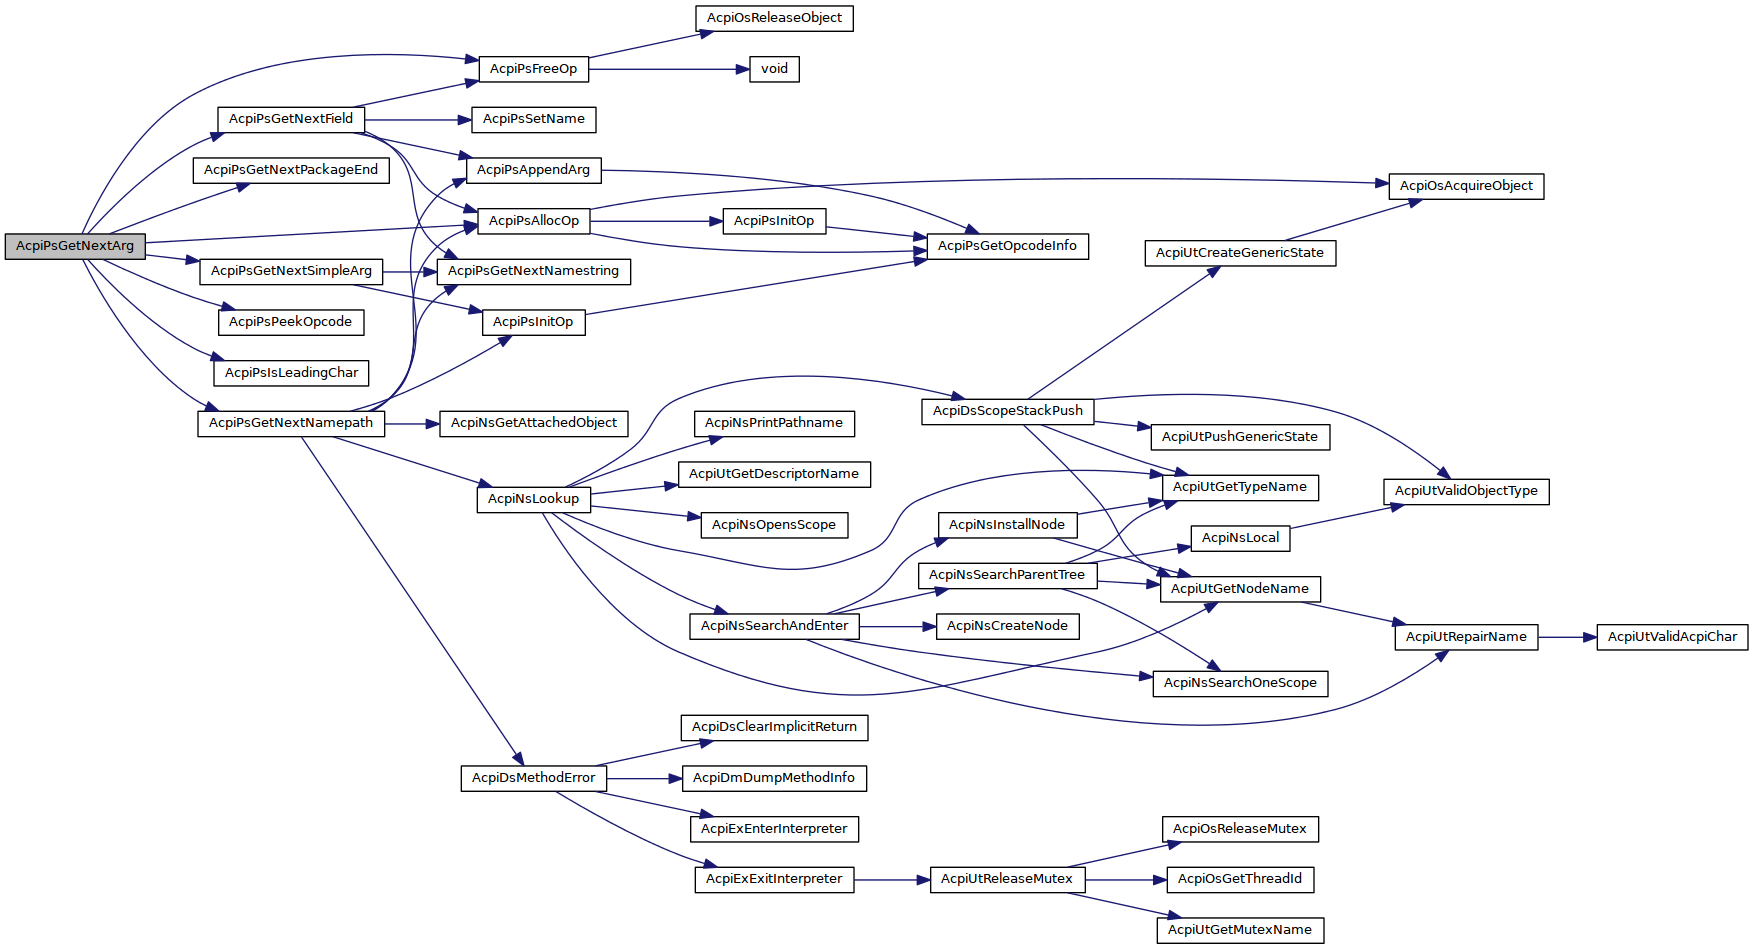 AcpiOsReleaseObject
AcpiPsFreeOp
void
AcpiPsGetNextField
AcpiPsSetName
AcpiPsGetNextPackageEnd
AcpiPsAppendArg
AcpiOsAcquireObject
AcpiPsAllocOp
AcpiPsInitOp
AcpiPsGetNextArg
AcpiPsGetOpcodeInfo
AcpiUtCreateGenericState
AcpiPsGetNextSimpleArg
AcpiPsGetNextNamestring
AcpiPsPeekOpcode
AcpiPsInitOp
AcpiPsIsLeadingChar
AcpiDsScopeStackPush
AcpiPsGetNextNamepath
AcpiNsGetAttachedObject
AcpiNsPrintPathname
AcpiUtPushGenericState
AcpiUtGetDescriptorName
AcpiUtGetTypeName
AcpiUtValidObjectType
AcpiNsLookup
AcpiNsOpensScope
AcpiNsInstallNode
AcpiNsLocal
AcpiNsSearchParentTree
AcpiUtGetNodeName
AcpiNsSearchAndEnter
AcpiNsCreateNode
AcpiUtRepairName
AcpiUtValidAcpiChar
AcpiNsSearchOneScope
AcpiDsClearImplicitReturn
AcpiDsMethodError
AcpiDmDumpMethodInfo
AcpiExEnterInterpreter
AcpiOsReleaseMutex
AcpiExExitInterpreter
AcpiUtReleaseMutex
AcpiOsGetThreadId
AcpiUtGetMutexName